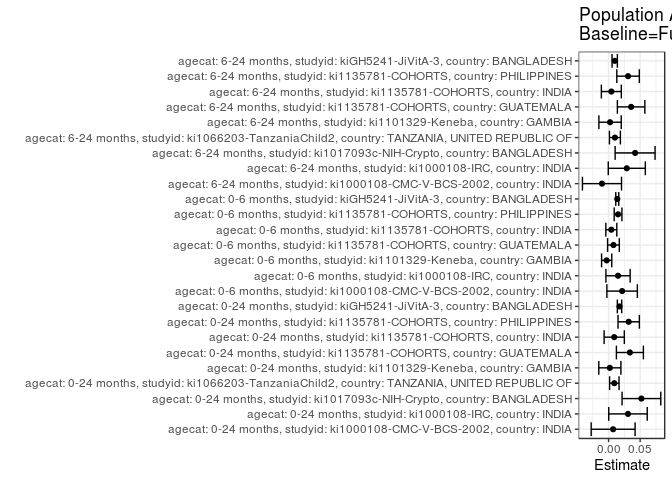 Population A
Baseline=Fu
agecat: 6-24 months, studyid: kiGH5241-JiVitA-3, country: BANGLADESH
agecat: 6-24 months, studyid: ki1135781-COHORTS, country: PHILIPPINES
agecat: 6-24 months, studyid: ki1135781-COHORTS, country: INDIA
agecat: 6-24 months, studyid: ki1135781-COHORTS, country: GUATEMALA
agecat: 6-24 months, studyid: ki1101329-Keneba, country: GAMBIA
agecat: 6-24 months, studyid: ki1066203-TanzaniaChild2, country: TANZANIA, UNITED REPUBLIC OF
agecat: 6-24 months, studyid: ki1017093c-NIH-Crypto, country: BANGLADESH
agecat: 6-24 months, studyid: ki1000108-IRC, country: INDIA
agecat: 6-24 months, studyid: ki1000108-CMC-V-BCS-2002, country: INDIA
agecat: 0-6 months, studyid: kiGH5241-JiVitA-3, country: BANGLADESH
agecat: 0-6 months, studyid: ki1135781-COHORTS, country: PHILIPPINES
agecat: 0-6 months, studyid: ki1135781-COHORTS, country: INDIA
agecat: 0-6 months, studyid: ki1135781-COHORTS, country: GUATEMALA
agecat: 0-6 months, studyid: ki1101329-Keneba, country: GAMBIA
agecat: 0-6 months, studyid: ki1000108-IRC, country: INDIA
agecat: 0-6 months, studyid: ki1000108-CMC-V-BCS-2002, country: INDIA
agecat: 0-24 months, studyid: kiGH5241-JiVitA-3, country: BANGLADESH
agecat: 0-24 months, studyid: ki1135781-COHORTS, country: PHILIPPINES
agecat: 0-24 months, studyid: ki1135781-COHORTS, country: INDIA
agecat: 0-24 months, studyid: ki1135781-COHORTS, country: GUATEMALA
agecat: 0-24 months, studyid: ki1101329-Keneba, country: GAMBIA
agecat: 0-24 months, studyid: ki1066203-TanzaniaChild2, country: TANZANIA, UNITED REPUBLIC OF
agecat: 0-24 months, studyid: ki1017093c-NIH-Crypto, country: BANGLADESH
agecat: 0-24 months, studyid: ki1000108-IRC, country: INDIA
agecat: 0-24 months, studyid: ki1000108-CMC-V-BCS-2002, country: INDIA
0.00 0.05
Estimate